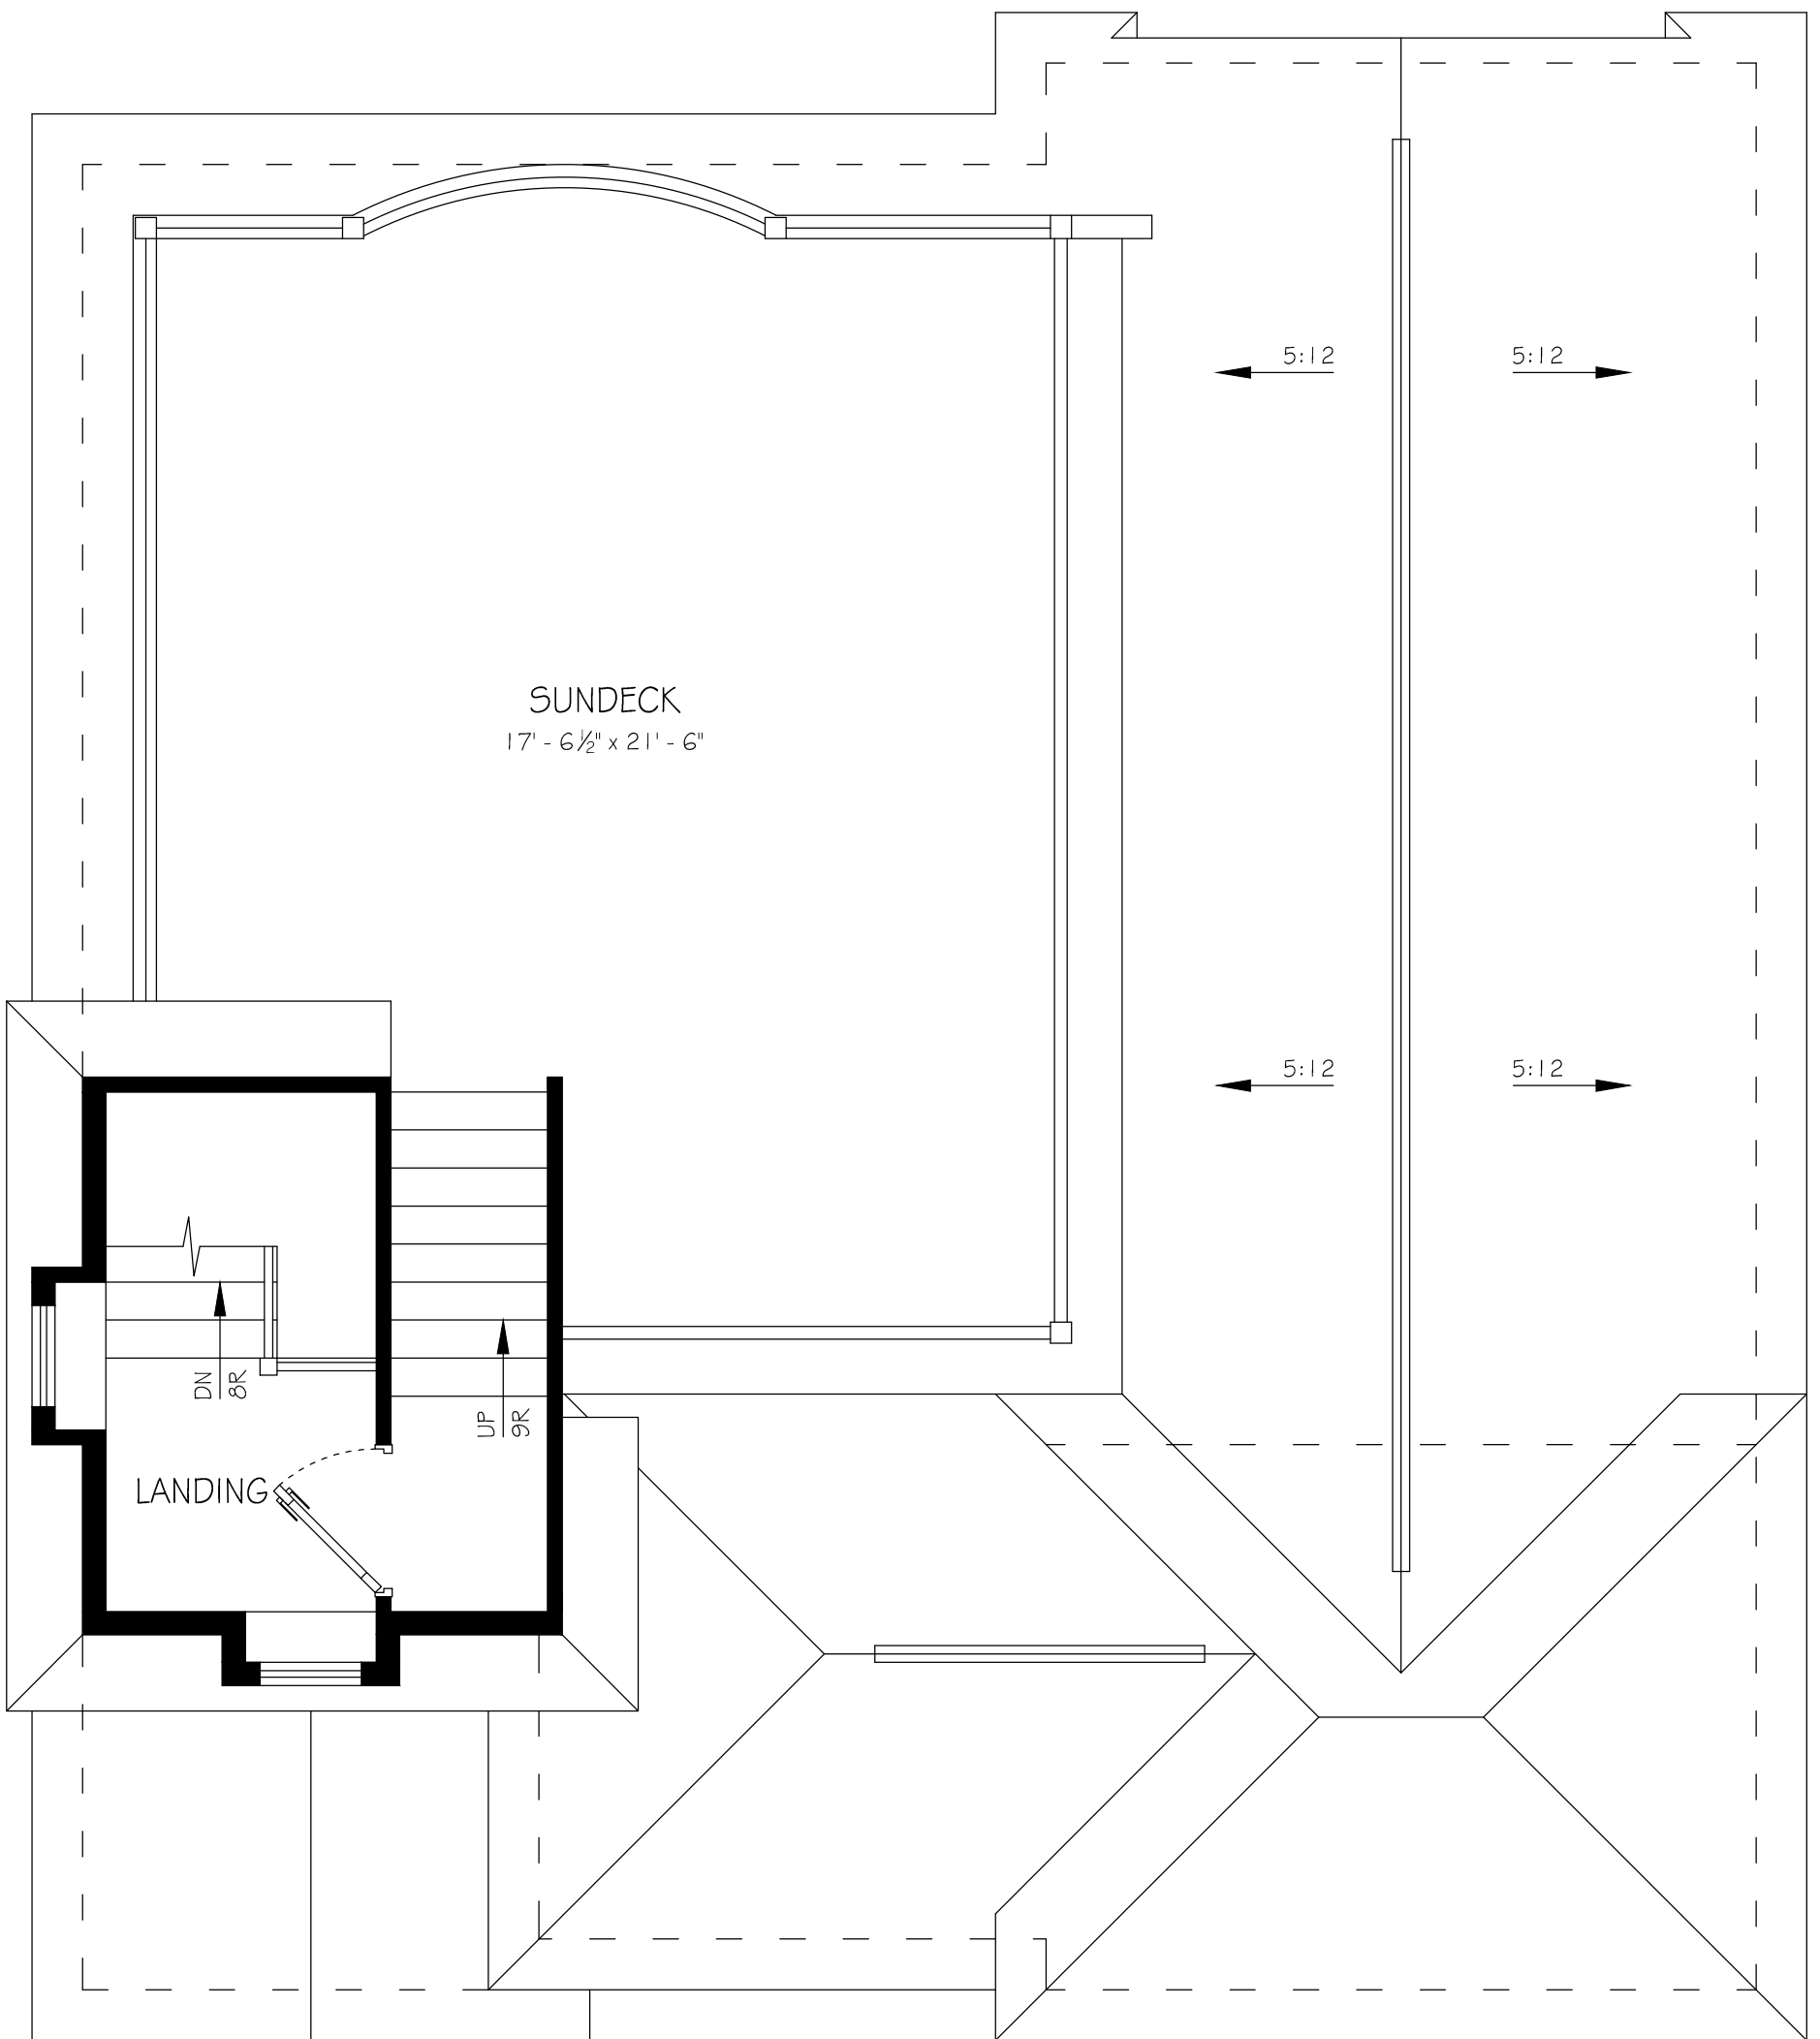 5:12 5:12
SUNDECK
17' - 6½" x 21' - 6"
5:12 5:12
DN
8R
UP
9R
LANDING